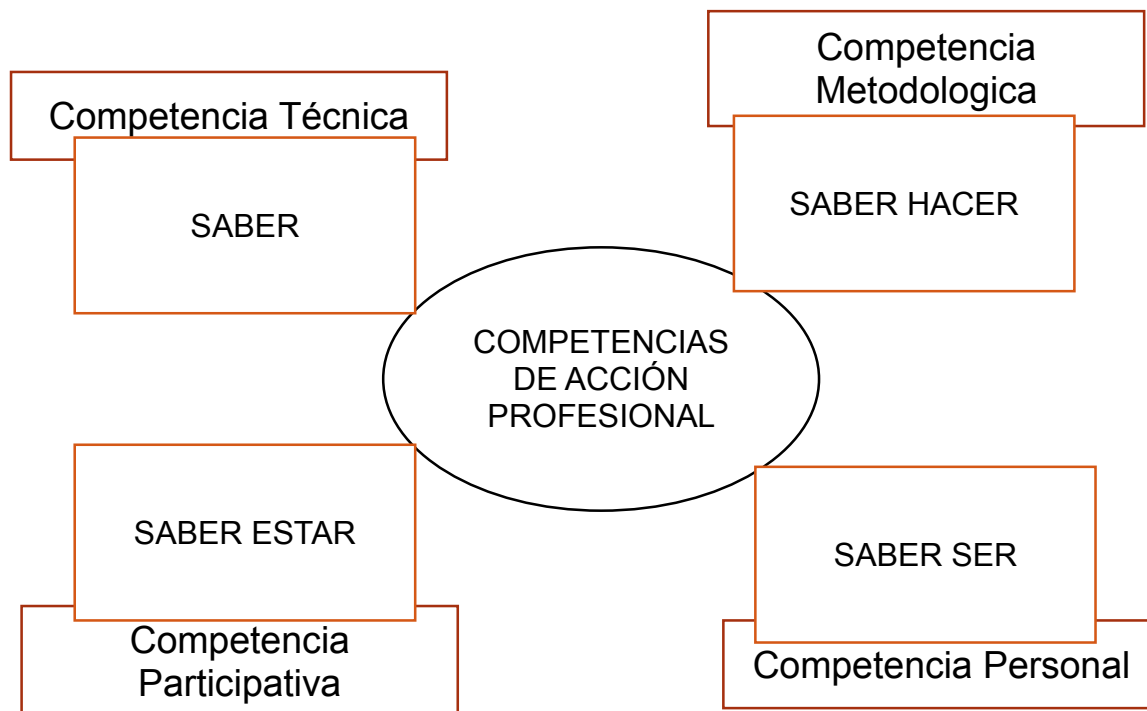 Competencia Técnica
SABER
Competencia
Metodologica
SABER HACER
COMPETENCIAS
DE ACCIÓN
PROFESIONAL
SABER ESTAR
Competencia
Participativa
SABER SER
Competencia Personal